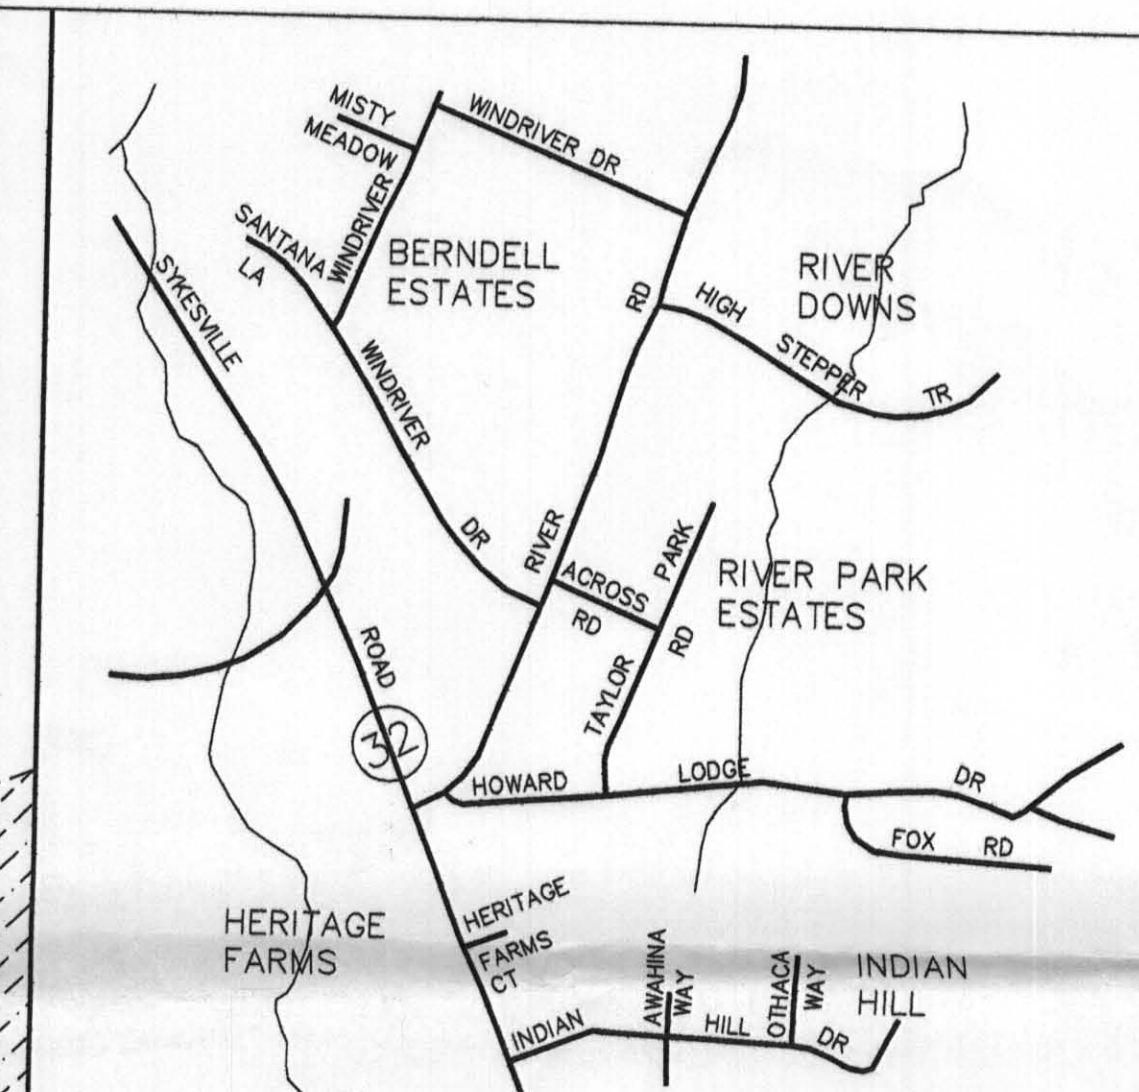 MISTY
MEADOW
WINDRIVER DR
WINDRIVER
SANTANA
LA
BERNDELL
ESTATES
SYKESVILLE
RD
HIGH
STEPPER
TR
RIVER
DOWNS
WINDRIVER
DR
RIVER
ACROSS
RD
PARK
RD
TAYLOR
RIVER PARK
ESTATES
ROAD
32
HOWARD
LODGE
DR
FOX
RD
HERITAGE
FARMS
HERITAGE
FARMS
CT
INDIAN
HILL
DR
AWAHINA
WAY
OTHACA
WAY
INDIAN
HILL